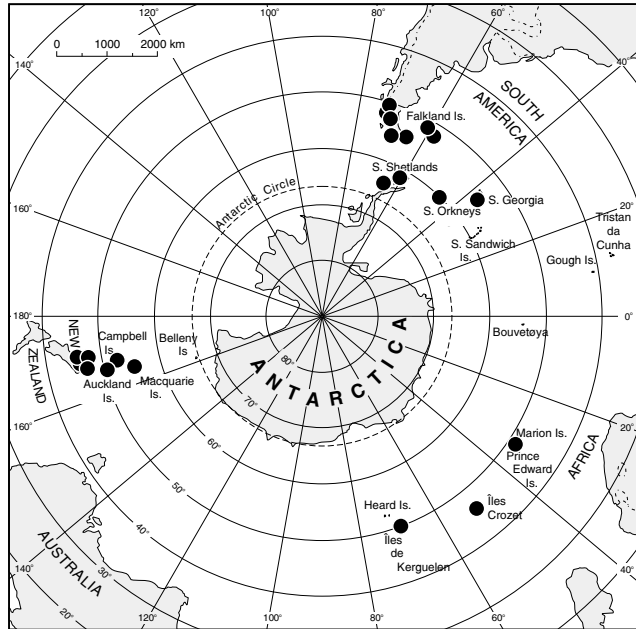 120°
100°
80°
60°
0 1000 2000 km
140°
40°
SOUTH
AMERICA
Falkland Is.
S. Shetlands
Antarctic Circle
160°
20°
S. Orkneys
S. Georgia
S. Sandwich
Is.
Tristan
da
Cunha
Gough Is.
180°
0°
NEW
ZEALAND
Campbell
Is
Belleny
Is
Bouvetøya
Auckland
Is.
Macquarie
Is.
ANTARCTICA
80°
70°
60°
50°
40°
30°
20°
160°
20°
Marion Is.
Prince
Edward
Is.
AFRICA
Heard Is.
Îles
Crozet
Îles
de
Kerguelen
AUSTRALIA
140°
40°
120°
100°
80°
60°